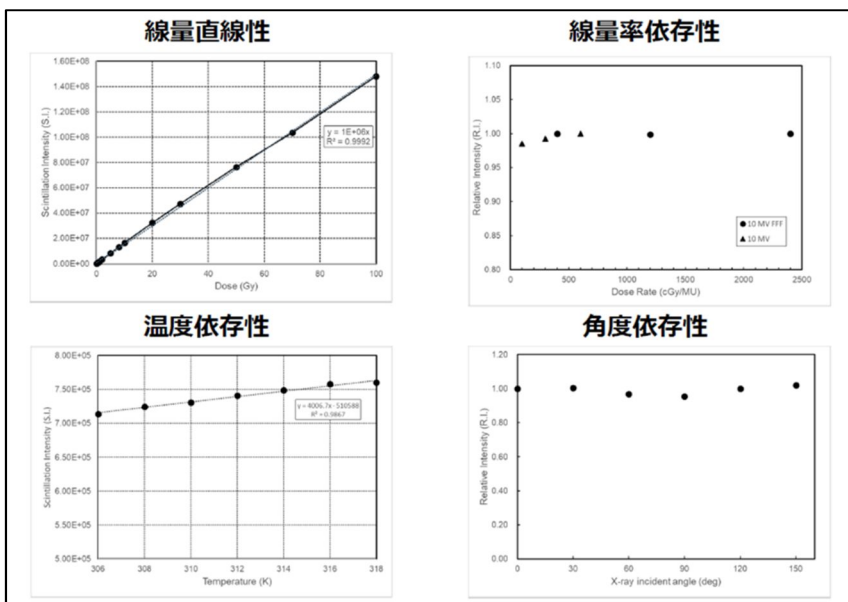 線量直線性
1.60E+08
1.40E+08
1.20E+08
1.00E+08
8.00E+07
6.00E+07
4.00E+07
2.00E+07
0.00E+00
Scintillation Intensity (S.I.)
y = 1E+06x
R² = 0.9992
0 20 40 60 80 100
Dose (Gy)
線量率依存性
1.10
1.05
1.00
0.95
0.90
0.85
0.80
Relative Intensity (R.I.)
10 MV FFF
10 MV
0 500 1000 1500 2000 2500
Dose Rate (cGy/MU)
温度依存性
8.00E+05
7.50E+05
7.00E+05
6.50E+05
6.00E+05
5.50E+05
5.00E+05
Scintillation Intensity (S.I.)
y = 4006.7x - 510588
R² = 0.9867
306 308 310 312 314 316 318
Temperature (K)
角度依存性
1.20
1.00
0.80
0.60
0.40
0.20
0.00
Relative Intensity (R.I.)
0 30 60 90 120 150
X-ray incident angle (deg)